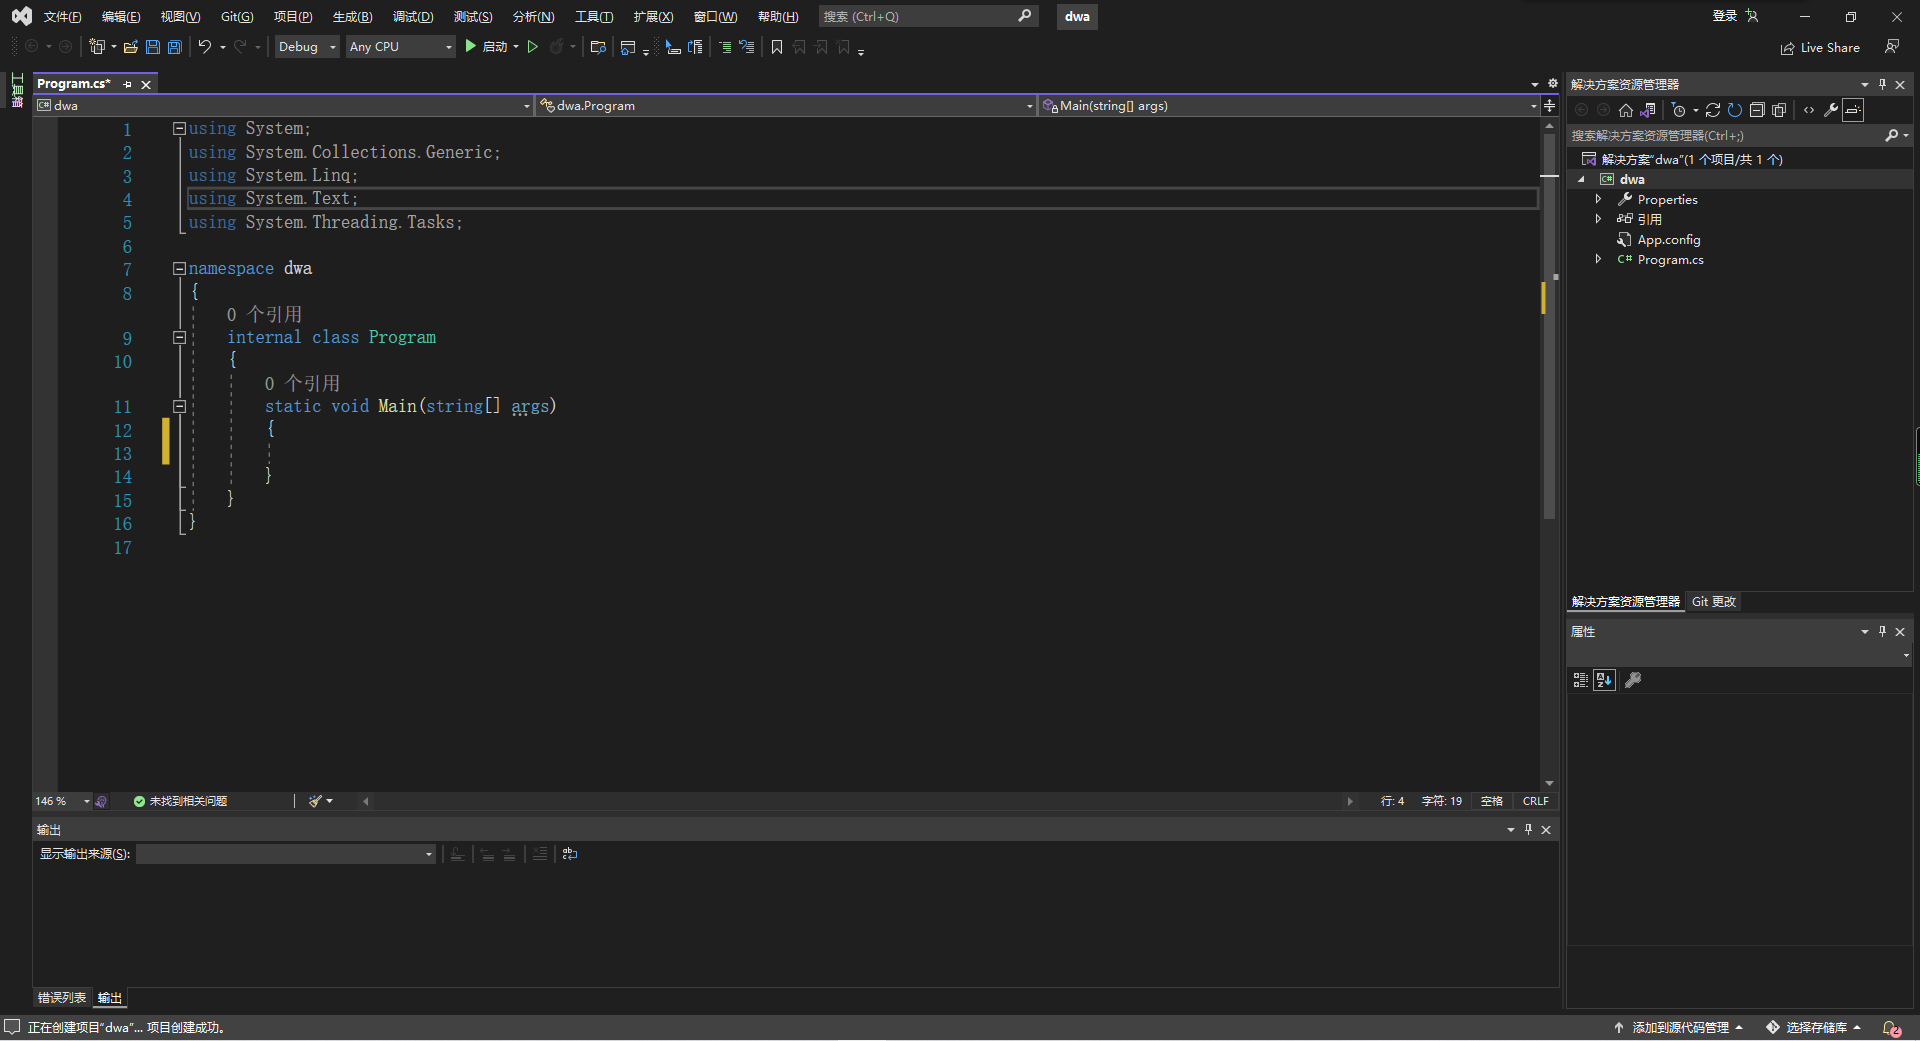 文件(F) 编辑(E) 视图(V) Git(G) 项目(P) 生成(B) 调试(D) 测试(S) 分析(N) 工具(T) 扩展(X) 窗口(W) 帮助(H) 搜索 (Ctrl+Q) dwa 登录
Debug Any CPU 启动 Live Share
工具箱
Program.cs*
dwa dwa.Program Main(string[] args)
1 using System;
2 using System.Collections.Generic;
3 using System.Linq;
4 using System.Text;
5 using System.Threading.Tasks;
6
7 namespace dwa
8 {
0 个引用
9 internal class Program
10 {
0 个引用
11 static void Main(string[] args)
12 {
13
14 }
15 }
16 }
17
146 % 未找到相关问题 行: 4 字符: 19 空格 CRLF
输出
显示输出来源(S):
错误列表 输出
解决方案资源管理器
搜索解决方案资源管理器(Ctrl+;)
解决方案"dwa"(1 个项目/共 1 个)
C# dwa
Properties
引用
App.config
C# Program.cs
解决方案资源管理器 Git 更改
属性
正在创建项目"dwa"... 项目创建成功。 添加到源代码管理 选择存储库 2